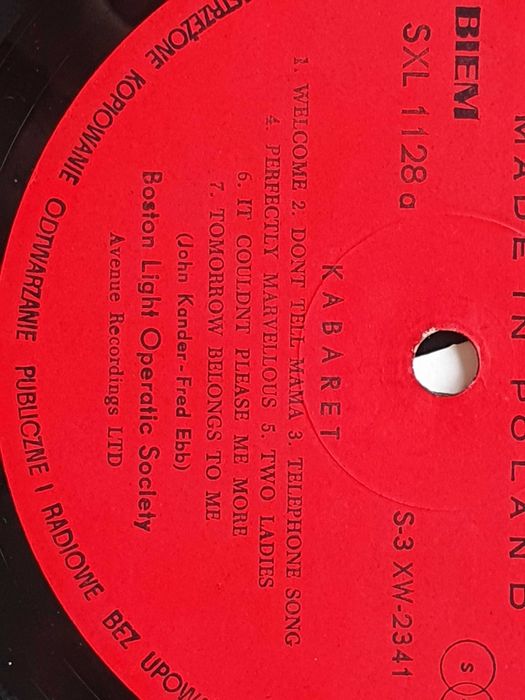 MADE IN POLAND
BIEM
SXL 1128 a
S-3 XW-2341
S
KABARET
1. WELCOME 2. DONT TELL MAMA 3. TELEPHONE SONG
4. PERFECTLY MARVELLOUS 5. TWO LADIES
6. IT COULDNT PLEASE ME MORE
7. TOMORROW BELONGS TO ME
(John Kander-Fred Ebb)
Boston Light Operatic Society
Avenue Recordings LTD
STRZEŻONE KOPIOWANIE ODTWARZANIE PUBLICZNE I RADIOWE BEZ UPOW